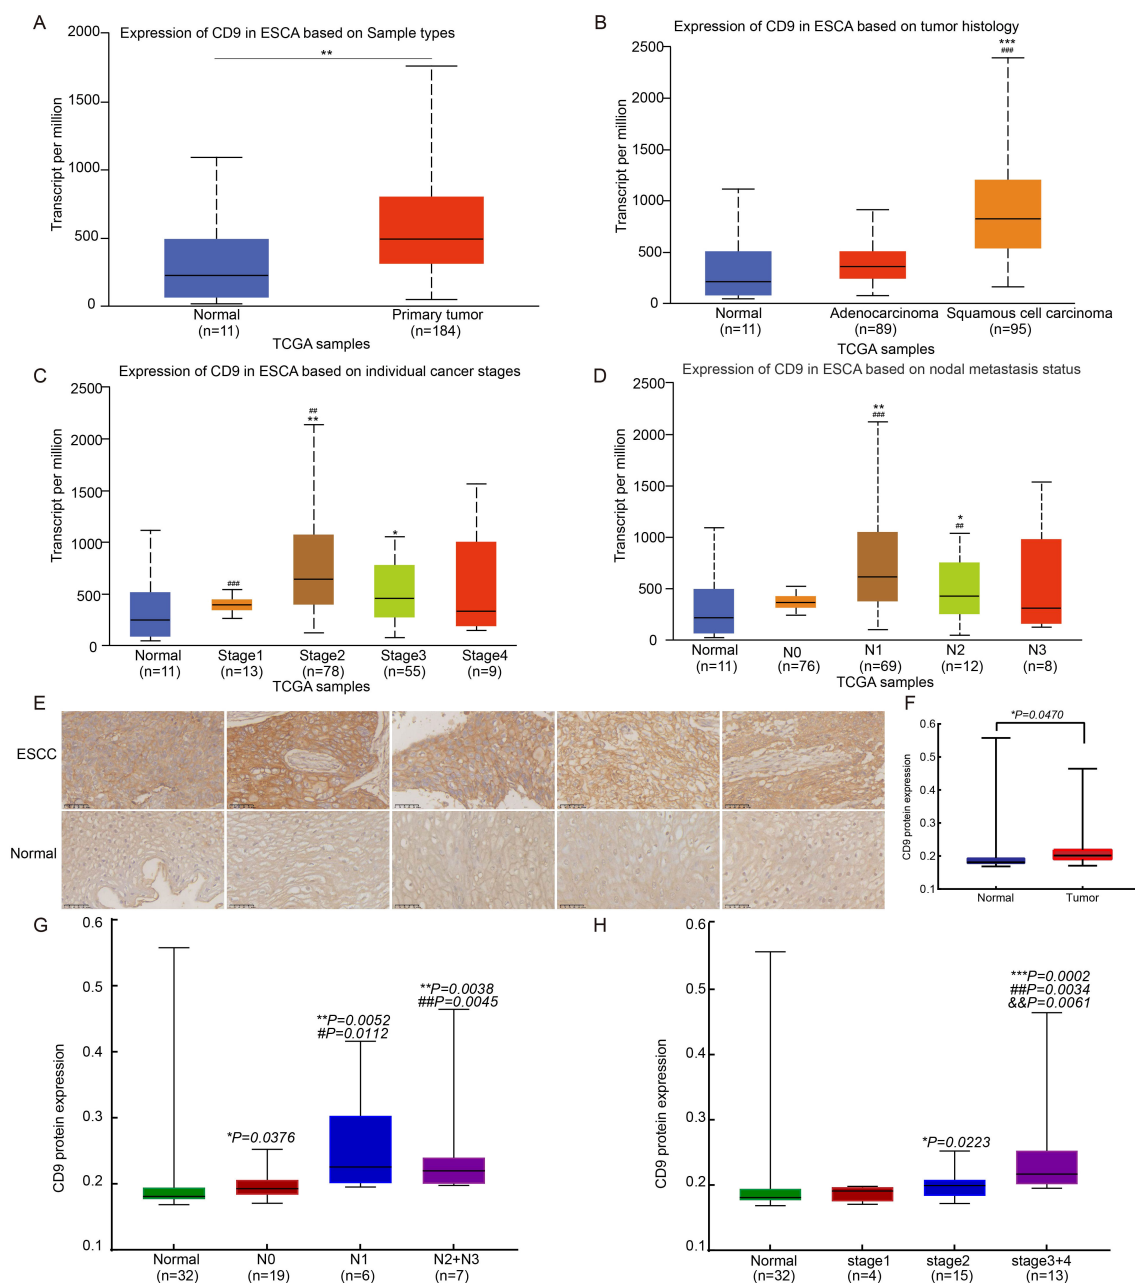 A
Expression of CD9 in ESCA based on Sample types
**
Transcript per million
2000
1500
1000
500
0
Normal
(n=11)
Primary tumor
(n=184)
TCGA samples
B
Expression of CD9 in ESCA based on tumor histology
***
###
Transcript per million
2500
2000
1500
1000
500
0
Normal
(n=11)
Adenocarcinoma
(n=89)
Squamous cell carcinoma
(n=95)
TCGA samples
C
Expression of CD9 in ESCA based on individual cancer stages
Transcript per million
2500
2000
1500
1000
500
0
###
##
**
*
Normal
(n=11)
Stage1
(n=13)
Stage2
(n=78)
Stage3
(n=55)
Stage4
(n=9)
TCGA samples
D
Expression of CD9 in ESCA based on nodal metastasis status
Transcript per million
2500
2000
1500
1000
500
0
**
###
*
##
Normal
(n=11)
N0
(n=76)
N1
(n=69)
N2
(n=12)
N3
(n=8)
TCGA samples
E
ESCC
Normal
F
*P=0.0470
CD9 protein expression
0.6
0.5
0.4
0.3
0.2
0.1
Normal
Tumor
G
CD9 protein expression
0.6
0.5
0.4
0.3
0.2
0.1
*P=0.0376
**P=0.0052
#P=0.0112
**P=0.0038
##P=0.0045
Normal
(n=32)
N0
(n=19)
N1
(n=6)
N2+N3
(n=7)
H
CD9 protein expression
0.6
0.5
0.4
0.3
0.2
0.1
*P=0.0223
***P=0.0002
##P=0.0034
&&P=0.0061
Normal
(n=32)
stage1
(n=4)
stage2
(n=15)
stage3+4
(n=13)